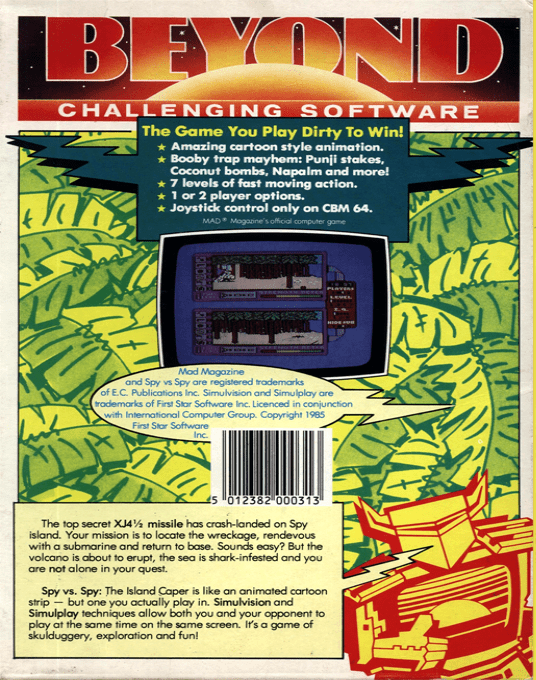 BEYOND
CHALLENGING SOFTWARE
The Game You Play Dirty To Win!
★ Amazing cartoon style animation.
★ Booby trap mayhem: Punji stakes,
Coconut bombs, Napalm and more!
★ 7 levels of fast moving action.
★ 1 or 2 player options.
★ Joystick control only on CBM 64.
MAD® Magazine's official computer game
PLAYERS
LEVEL
Mad Magazine
and Spy vs Spy are registered trademarks
of E.C. Publications Inc. Simulvision and Simulplay are
trademarks of First Star Software Inc. Licenced in conjunction
with International Computer Group. Copyright 1985
First Star Software
Inc.
5 012382 000313
The top secret XJ4½ missile has crash-landed on Spy
island. Your mission is to locate the wreckage, rendevous
with a submarine and return to base. Sounds easy? But the
volcano is about to erupt, the sea is shark-infested and you
are not alone in your quest.
Spy vs. Spy: The Island Caper is like an animated cartoon
strip — but one you actually play in. Simulvision and
Simulplay techniques allow both you and your opponent to
play at the same time on the same screen. It's a game of
skulduggery, exploration and fun!